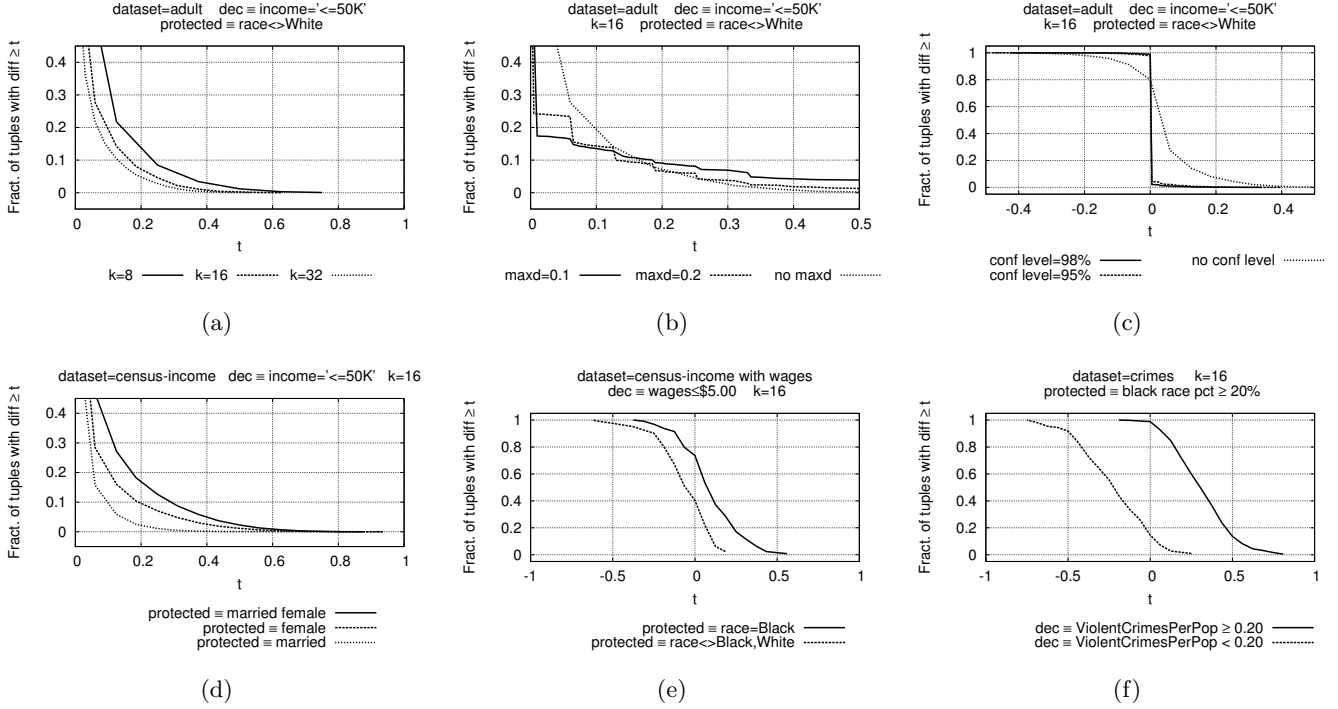 dataset=adult dec ≡ income='<=50K'
protected ≡ race<>White
Fract. of tuples with diff ≥ t
0.4
0.3
0.2
0.1
0
0 0.2 0.4 0.6 0.8 1
t
k=8 k=16 k=32
(a)
dataset=adult dec ≡ income='<=50K'
k=16 protected ≡ race<>White
Fract. of tuples with diff ≥ t
0.4
0.3
0.2
0.1
0
0 0.1 0.2 0.3 0.4 0.5
t
maxd=0.1 maxd=0.2 no maxd
(b)
dataset=adult dec ≡ income='<=50K'
k=16 protected ≡ race<>White
Fract. of tuples with diff ≥ t
1
0.8
0.6
0.4
0.2
0
-0.4 -0.2 0 0.2 0.4
t
conf level=98% no conf level
conf level=95%
(c)
dataset=census-income dec ≡ income='<=50K' k=16
Fract. of tuples with diff ≥ t
0.4
0.3
0.2
0.1
0
0 0.2 0.4 0.6 0.8 1
t
protected ≡ married female
protected ≡ female
protected ≡ married
(d)
dataset=census-income with wages
dec ≡ wages≤$5.00 k=16
Fract. of tuples with diff ≥ t
1
0.8
0.6
0.4
0.2
0
-1 -0.5 0 0.5 1
t
protected ≡ race=Black
protected ≡ race<>Black,White
(e)
dataset=crimes k=16
protected ≡ black race pct ≥ 20%
Fract. of tuples with diff ≥ t
1
0.8
0.6
0.4
0.2
0
-1 -0.5 0 0.5 1
t
dec ≡ ViolentCrimesPerPop ≥ 0.20
dec ≡ ViolentCrimesPerPop < 0.20
(f)